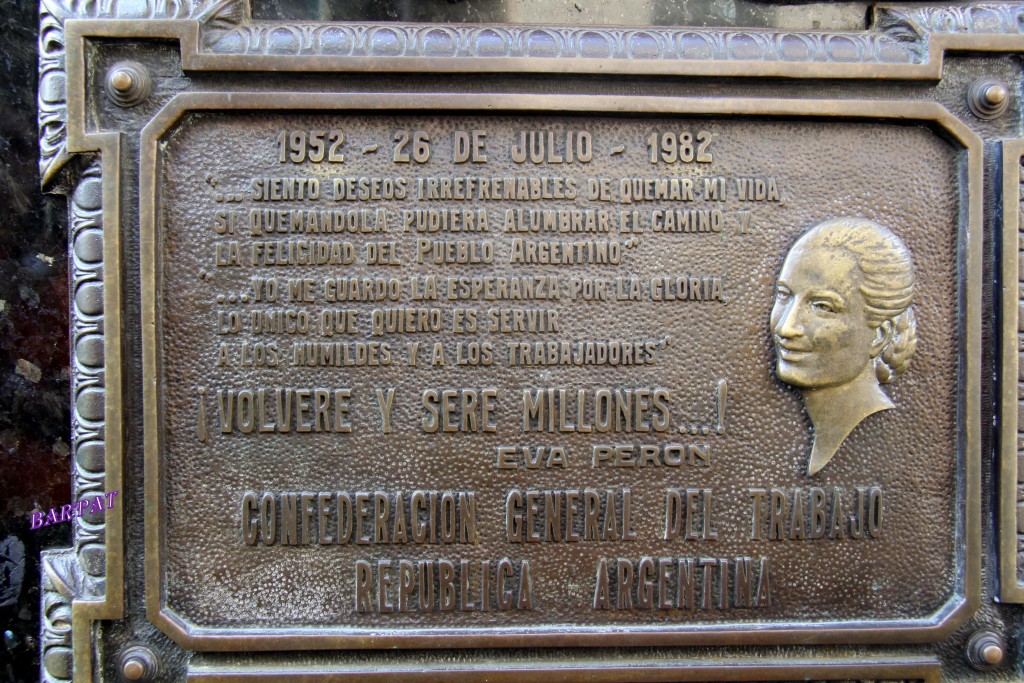 1952 - 26 DE JULIO - 1982
"...SIENTO DESEOS IRREFRENABLES DE QUEMAR MI VIDA
SI QUEMANDOLA PUDIERA ALUMBRAR EL CAMINO Y
LA FELICIDAD DEL PUEBLO ARGENTINO"
"...YO ME GUARDO LA ESPERANZA POR LA GLORIA,
LO UNICO QUE QUIERO ES SERVIR
A LOS HUMILDES Y A LOS TRABAJADORES"
¡VOLVERE Y SERE MILLONES...!
EVA PERON
CONFEDERACION GENERAL DEL TRABAJO
REPUBLICA ARGENTINA
BARPAT